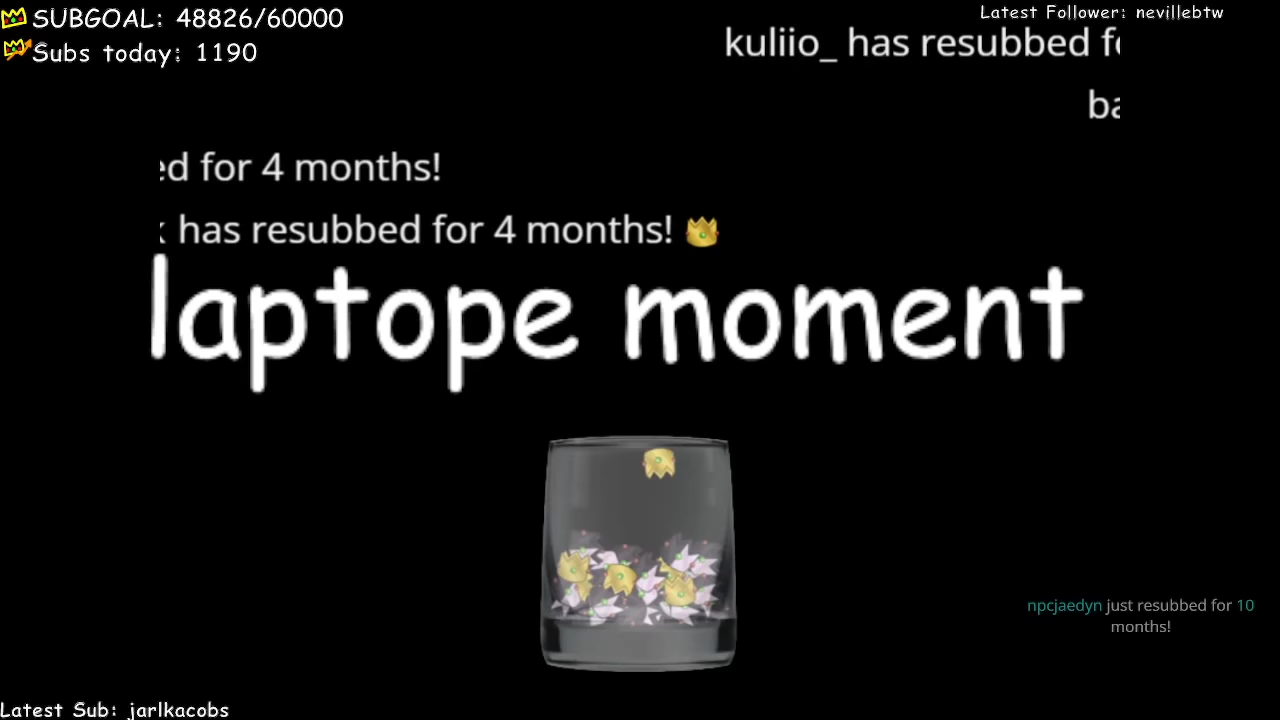 SUBGOAL: 48826/60000
Latest Follower: nevillebtw
Subs today: 1190
kuliio_ has resubbed
ed for 4 months!
has resubbed for 4 months!
laptope moment
npcjaedyn just resubbed for 10
months!
Latest Sub: jarlkacobs